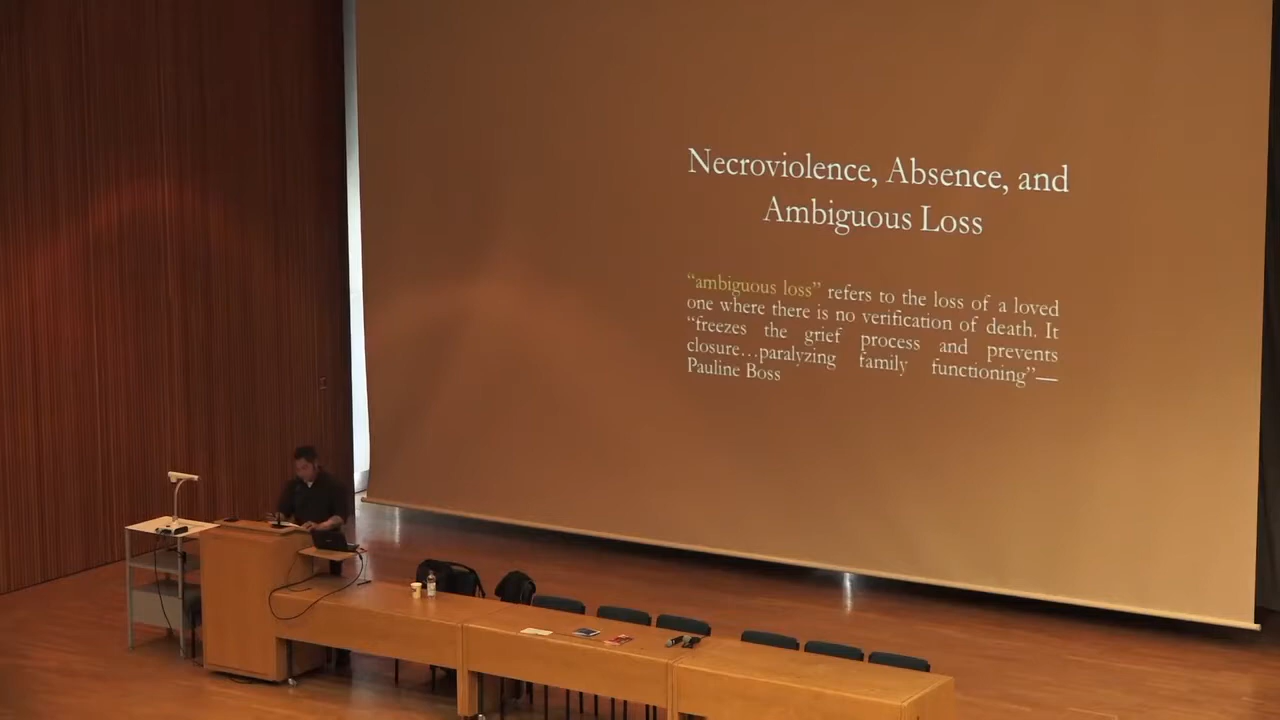 Necroviolence, Absence, and
Ambiguous Loss
“ambiguous loss” refers to the loss of a loved
one where there is no verification of death. It
“freezes the grief process and prevents
closure…paralyzing family functioning”—
Pauline Boss